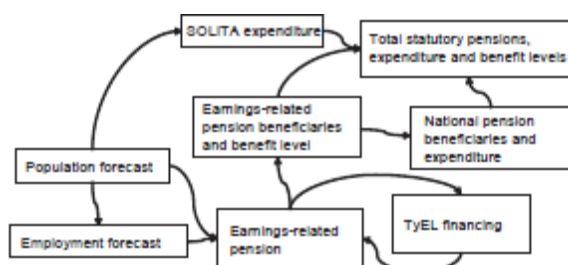 SOLITA expenditure
Total statutory pensions,
expenditure and benefit levels
Earnings-related
pension beneficiaries
and benefit level
National pension
beneficiaries and
expenditure
Population forecast
Employment forecast
Earnings-related
pension
TyEL financing